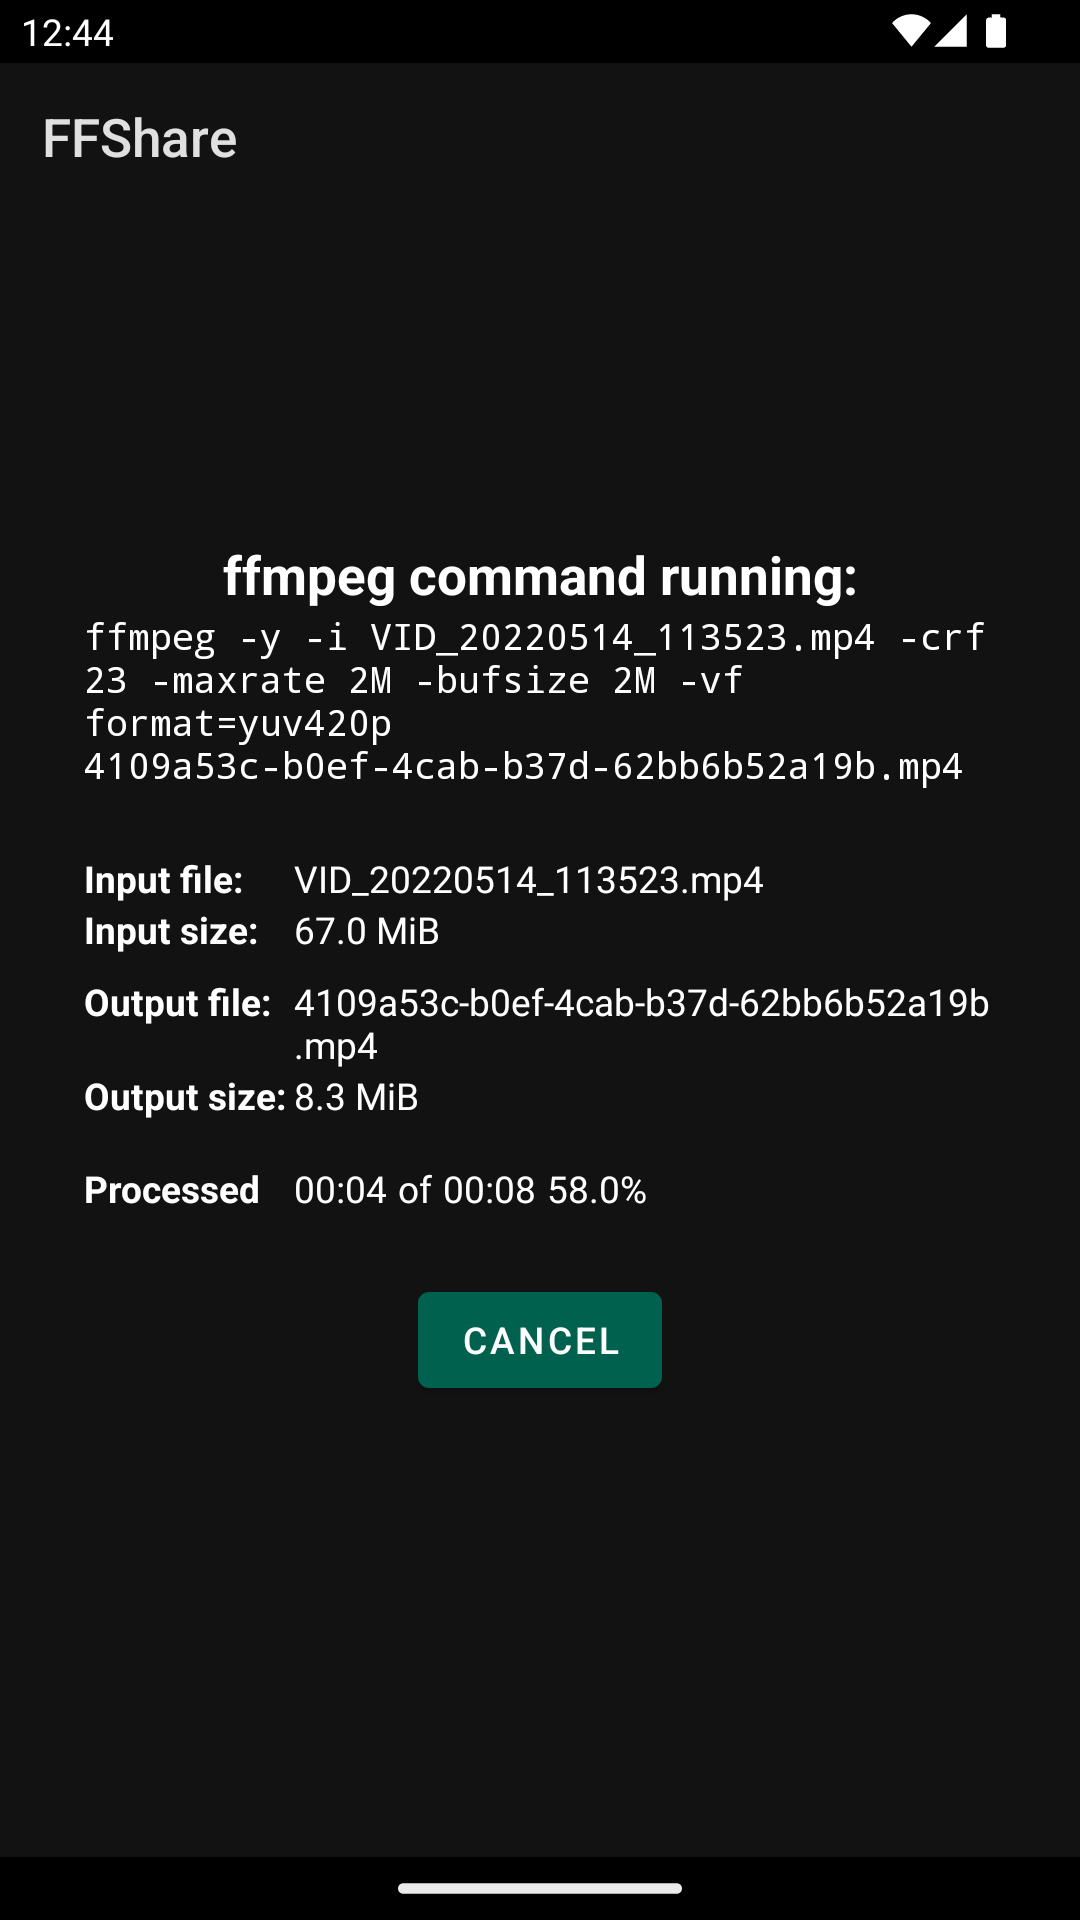 12:44
FFShare
ffmpeg command running:
ffmpeg -y -i VID_20220514_113523.mp4 -crf
23 -maxrate 2M -bufsize 2M -vf
format=yuv420p
4109a53c-b0ef-4cab-b37d-62bb6b52a19b.mp4
Input file: VID_20220514_113523.mp4
Input size: 67.0 MiB
Output file: 4109a53c-b0ef-4cab-b37d-62bb6b52a19b
.mp4
Output size: 8.3 MiB
Processed 00:04 of 00:08 58.0%
CANCEL